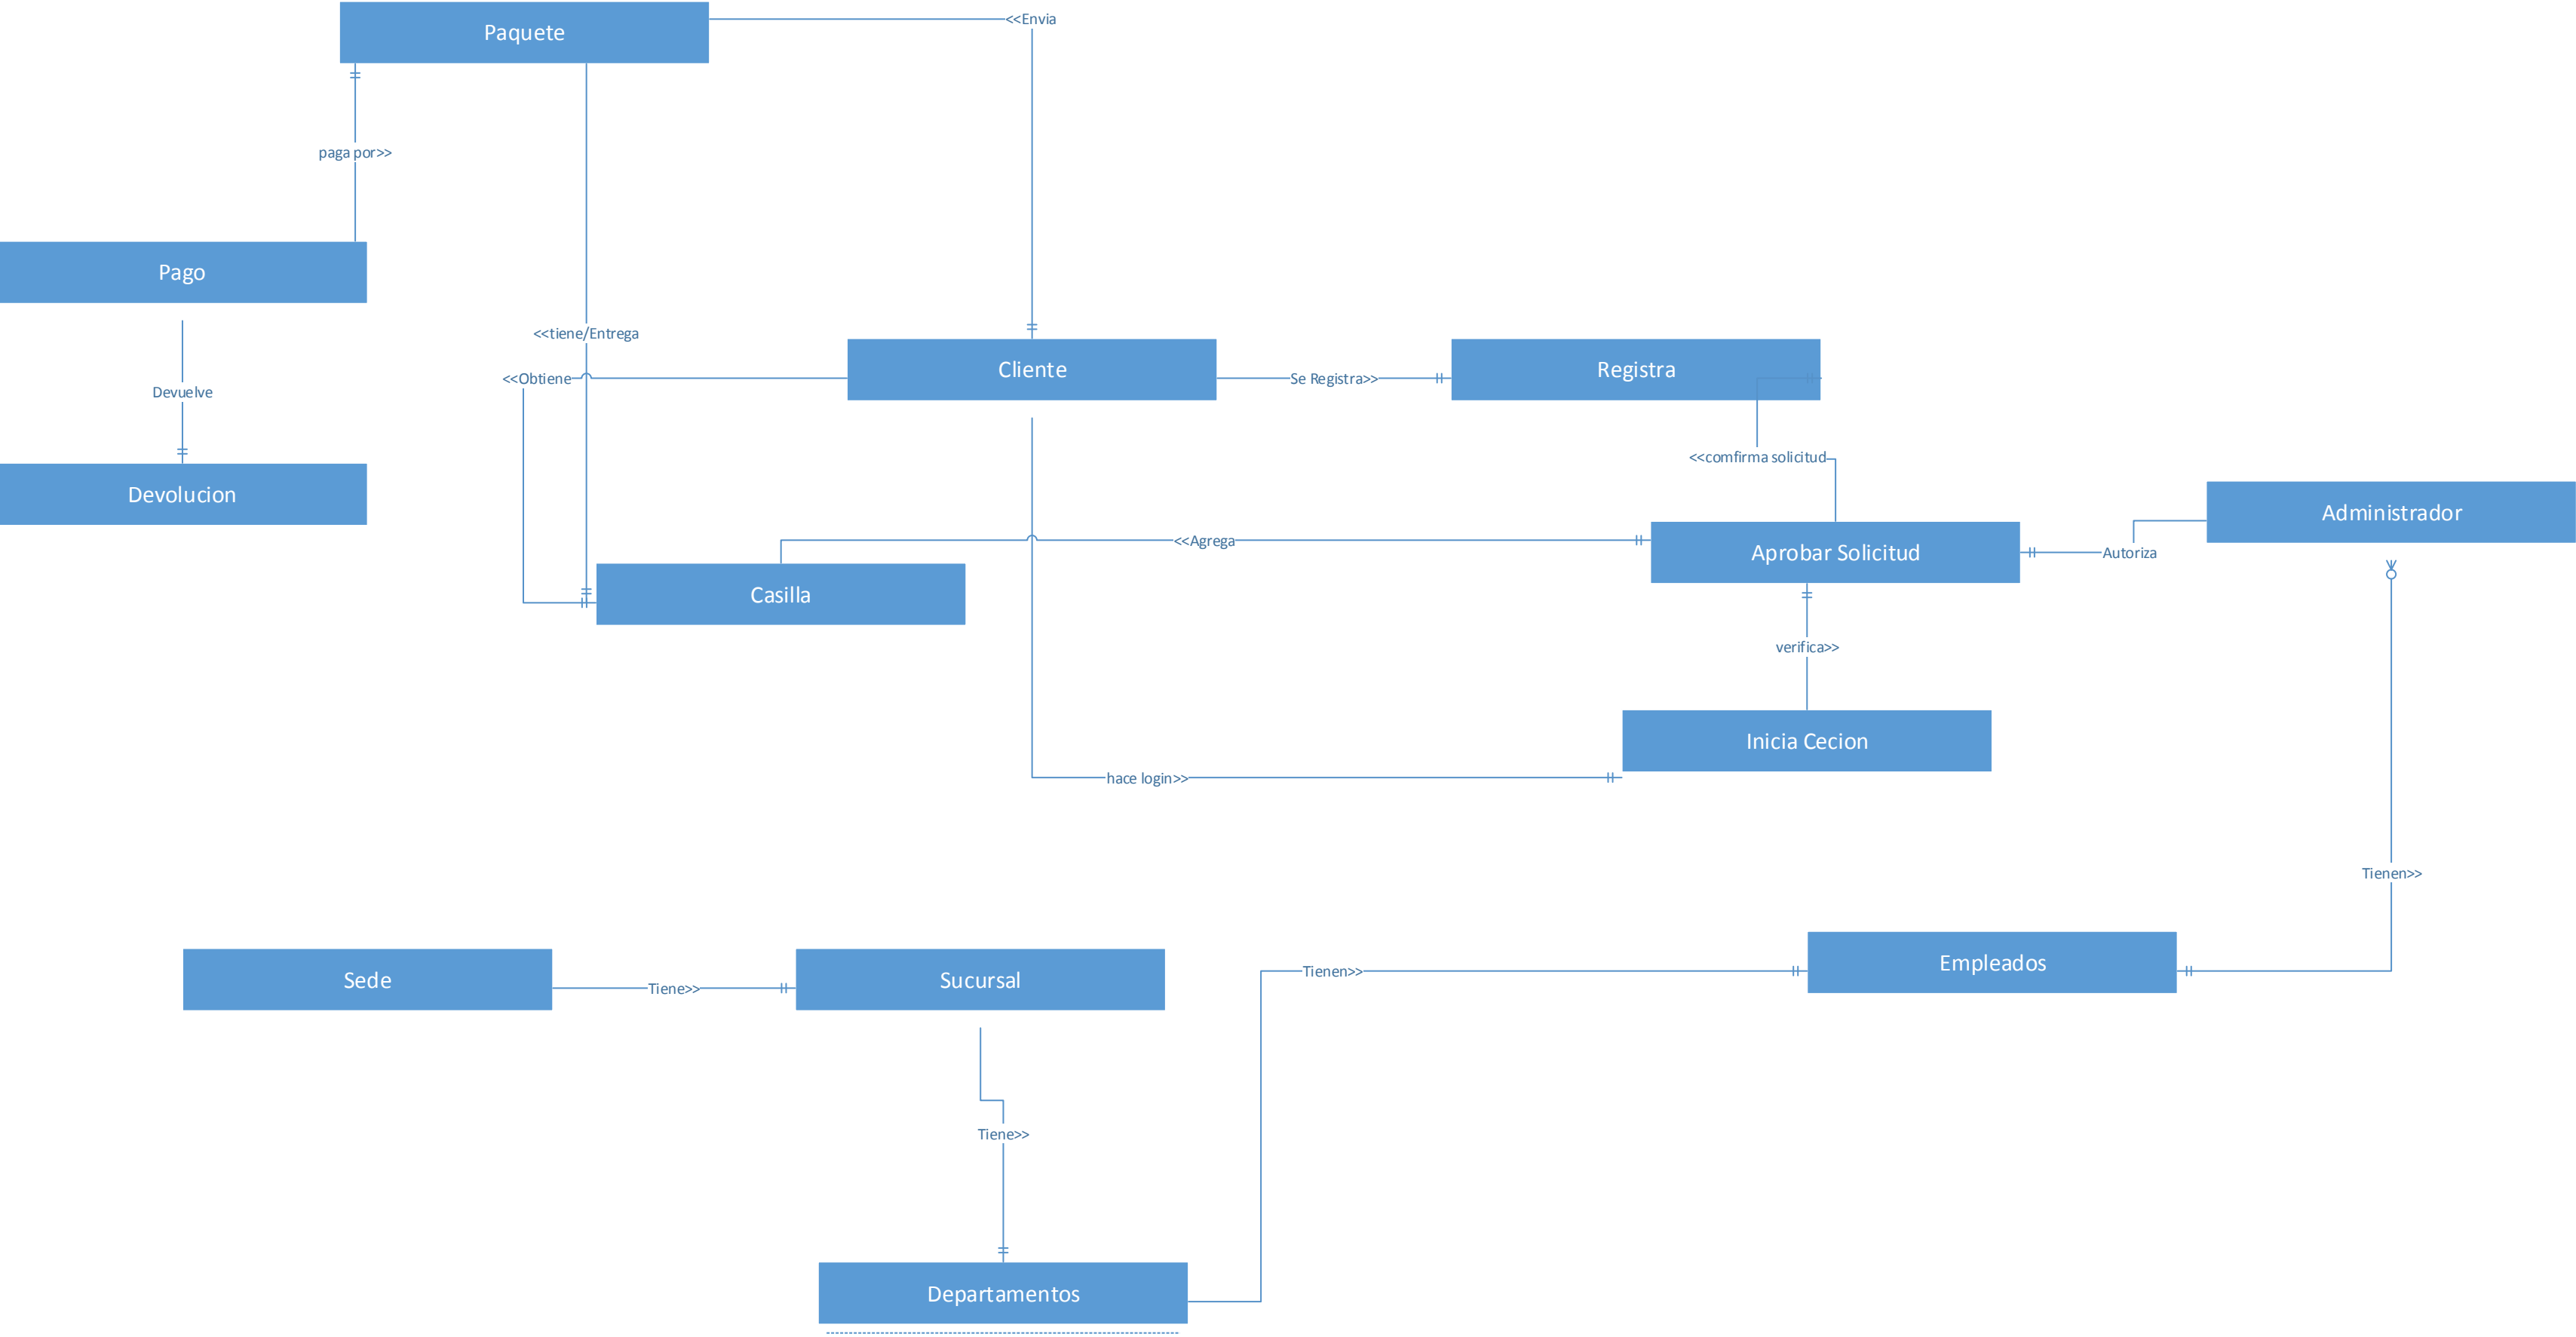 Paquete
<<Envia
paga por>>
Pago
<<tiene/Entrega
Cliente
Registra
<<Obtiene
Se Registra>>
Devuelve
<<comfirma solicitud
Devolucion
Administrador
<<Agrega
Aprobar Solicitud
Autoriza
Casilla
verifica>>
Inicia Cecion
hace login>>
Tienen>>
Empleados
Tienen>>
Sede
Sucursal
Tiene>>
Tiene>>
Departamentos